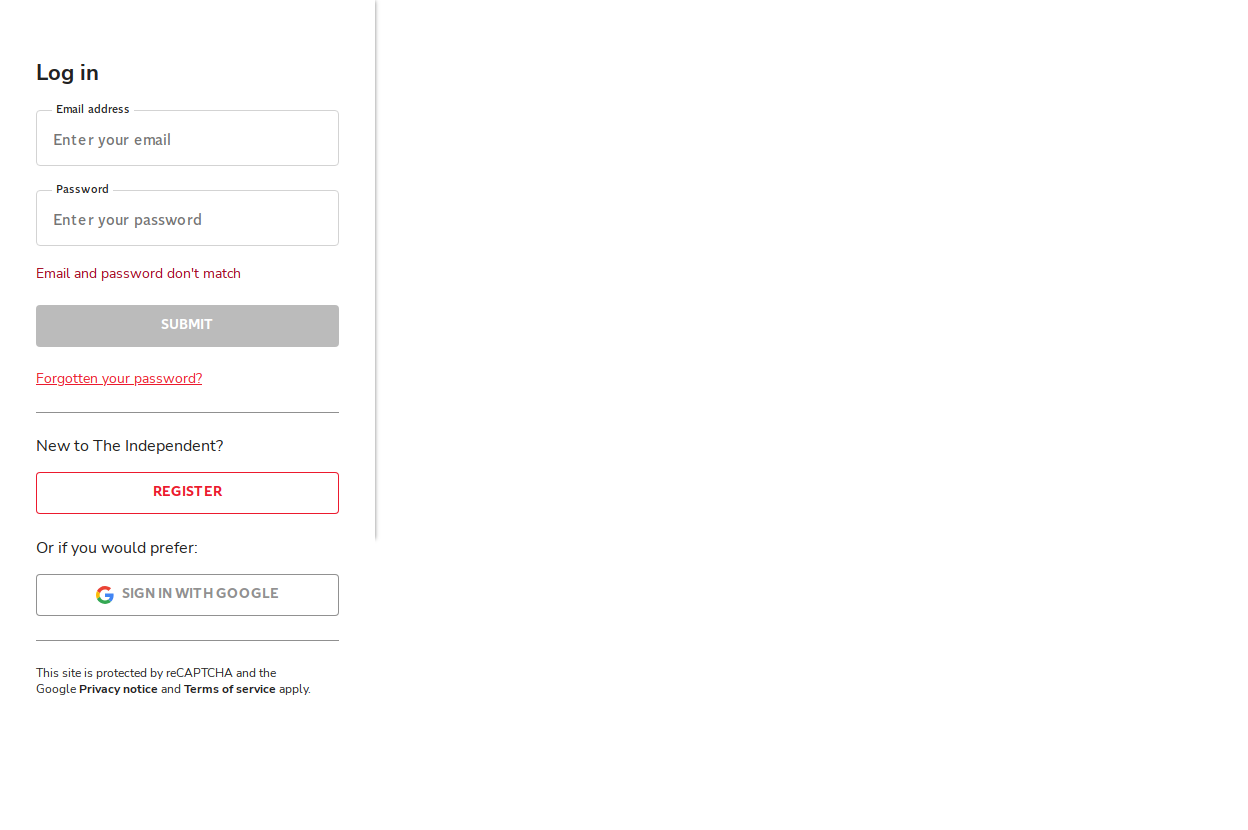 Log in
Email address
Enter your email
Password
Enter your password
Email and password don't match
SUBMIT
Forgotten your password?
New to The Independent?
REGISTER
Or if you would prefer:
SIGN IN WITH GOOGLE
This site is protected by reCAPTCHA and the
Google Privacy notice and Terms of service apply.